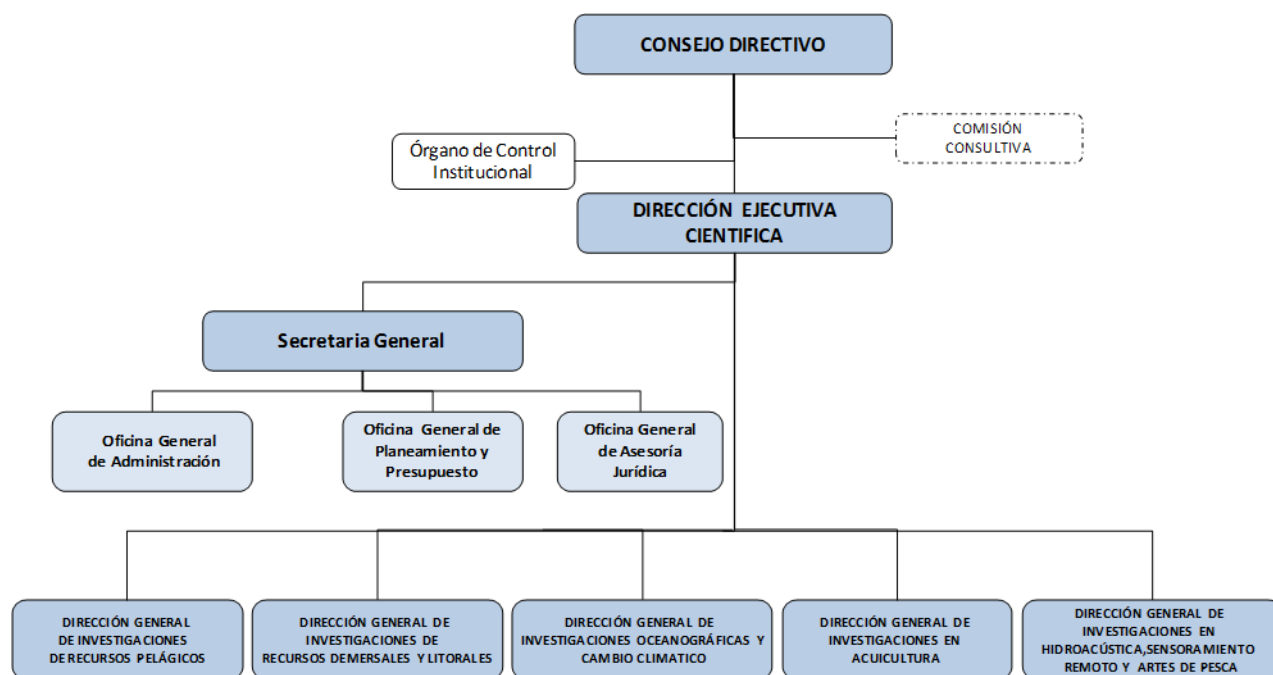 CONSEJO DIRECTIVO
COMISIÓN
CONSULTIVA
Órgano de Control
Institucional
DIRECCIÓN EJECUTIVA
CIENTIFICA
Secretaria General
Oficina General
de Administración
Oficina General de
Planeamiento y
Presupuesto
Oficina General
de Asesoría
Jurídica
DIRECCIÓN GENERAL
DE INVESTIGACIONES
DE RECURSOS PELÁGICOS
DIRECCIÓN GENERAL DE
INVESTIGACIONES DE
RECURSOS DEMERSALES Y LITORALES
DIRECCIÓN GENERAL DE
INVESTIGACIONES OCEANOGRÁFICAS Y
CAMBIO CLIMATICO
DIRECCIÓN GENERAL DE
INVESTIGACIONES EN
ACUICULTURA
DIRECCIÓN GENERAL DE
INVESTIGACIONES EN
HIDROACÚSTICA,SENSORAMIENTO
REMOTO Y ARTES DE PESCA